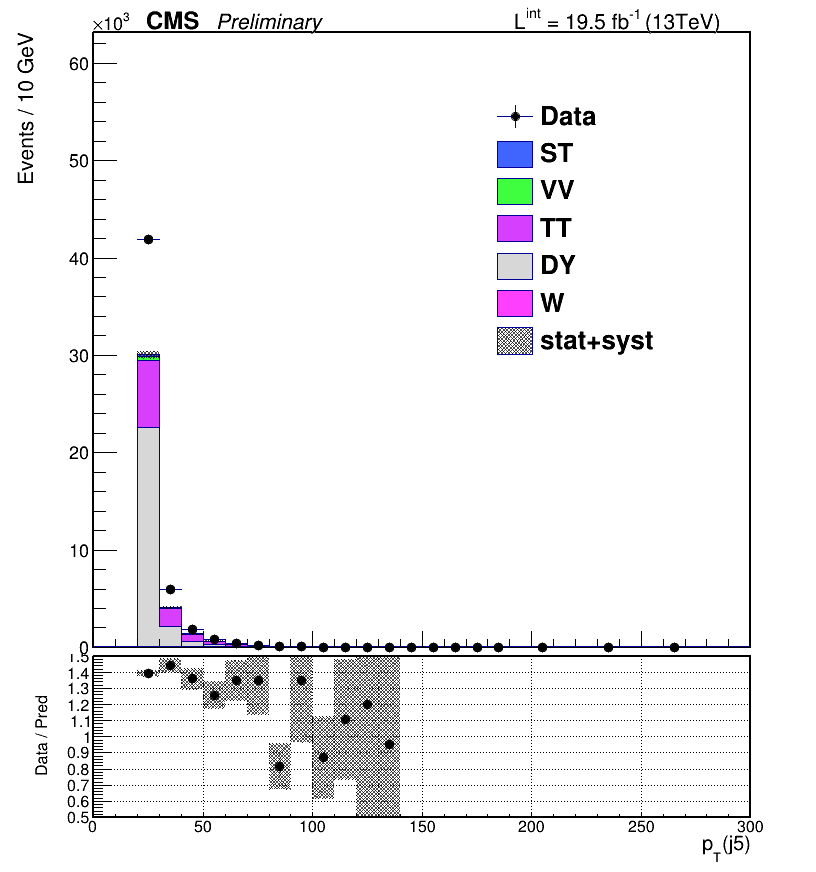 ×10³ CMS Preliminary L^int = 19.5 fb⁻¹ (13TeV)
Events / 10 GeV
60
50
40
30
20
10
0
Data
ST
VV
TT
DY
W
stat+syst
Data / Pred
1.5
1.4
1.3
1.2
1.1
1
0.9
0.8
0.7
0.6
0.5
0 50 100 150 200 250 300
p_T(j5)